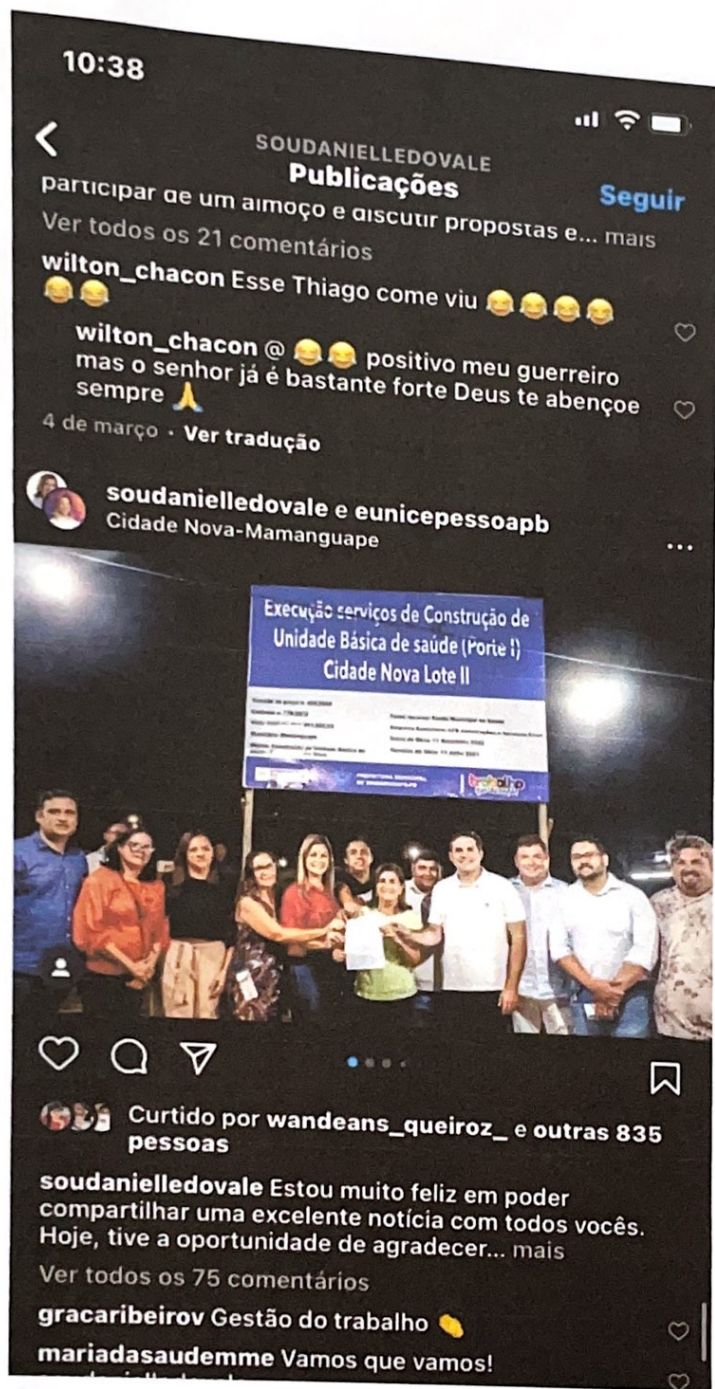 10:38
SOUDANIELLEDOVALE
Publicações
Seguir
participar de um almoço e discutir propostas e... mais
Ver todos os 21 comentários
wilton_chacon Esse Thiago come viu 😂😂😂😂
😂😂
wilton_chacon @ 😂😂 positivo meu guerreiro
mas o senhor já é bastante forte Deus te abençoe
sempre 🙏
4 de março · Ver tradução
soudanielledovale e eunicepessoapb
Cidade Nova-Mamanguape
Execução serviços de Construção de
Unidade Básica de saúde (Porte I)
Cidade Nova Lote II
PREFEITURA MUNICIPAL
trabalho
Curtido por wandeans_queiroz_ e outras 835
pessoas
soudanielledovale Estou muito feliz em poder
compartilhar uma excelente notícia com todos vocês.
Hoje, tive a oportunidade de agradecer... mais
Ver todos os 75 comentários
gracaribeirov Gestão do trabalho 👏
mariadasaudemme Vamos que vamos!